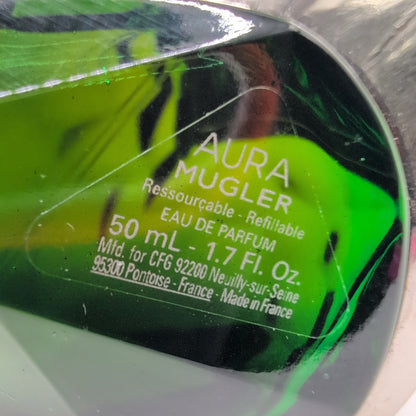 AURA
MUGLER
Ressourçable - Refillable
EAU DE PARFUM
50 mL - 1.7 Fl. Oz.
Mfd. for CFG 92200 Neuilly-sur-Seine
95300 Pontoise - France - Made in France